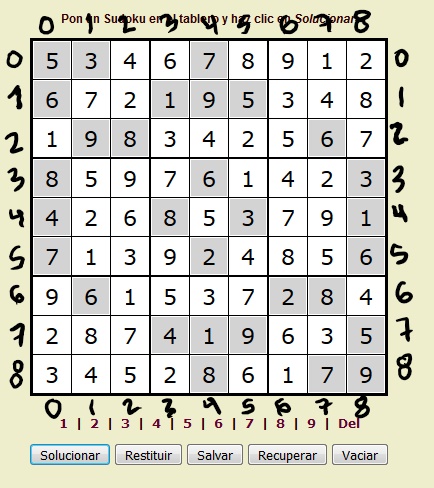 Pon un Sudoku en el tablero y haz clic en Solucionar
0 1 2 3 4 5 6 7 8
0 5 3 4 6 7 8 9 1 2 0
1 6 7 2 1 9 5 3 4 8 1
2 1 9 8 3 4 2 5 6 7 2
3 8 5 9 7 6 1 4 2 3 3
4 4 2 6 8 5 3 7 9 1 4
5 7 1 3 9 2 4 8 5 6 5
6 9 6 1 5 3 7 2 8 4 6
7 2 8 7 4 1 9 6 3 5 7
8 3 4 5 2 8 6 1 7 9 8
0 1 2 3 4 5 6 7 8
1 | 2 | 3 | 4 | 5 | 6 | 7 | 8 | 9 | Del
Solucionar Restituir Salvar Recuperar Vaciar